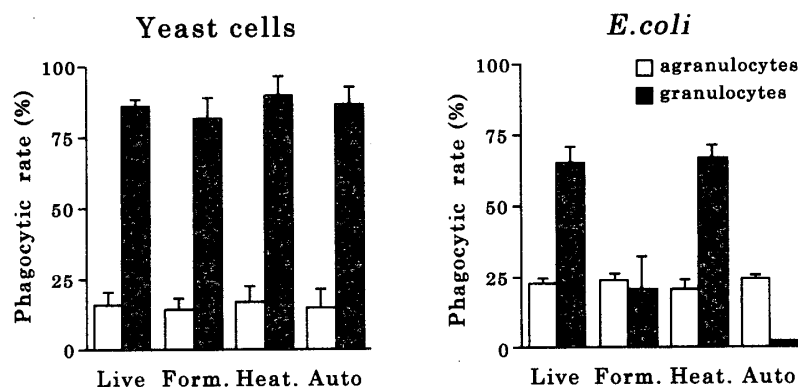 Yeast cells
Phagocytic rate (%)
100
75
50
25
0
Live Form. Heat. Auto
E.coli
agranulocytes
granulocytes
Phagocytic rate (%)
100
75
50
25
0
Live Form. Heat. Auto